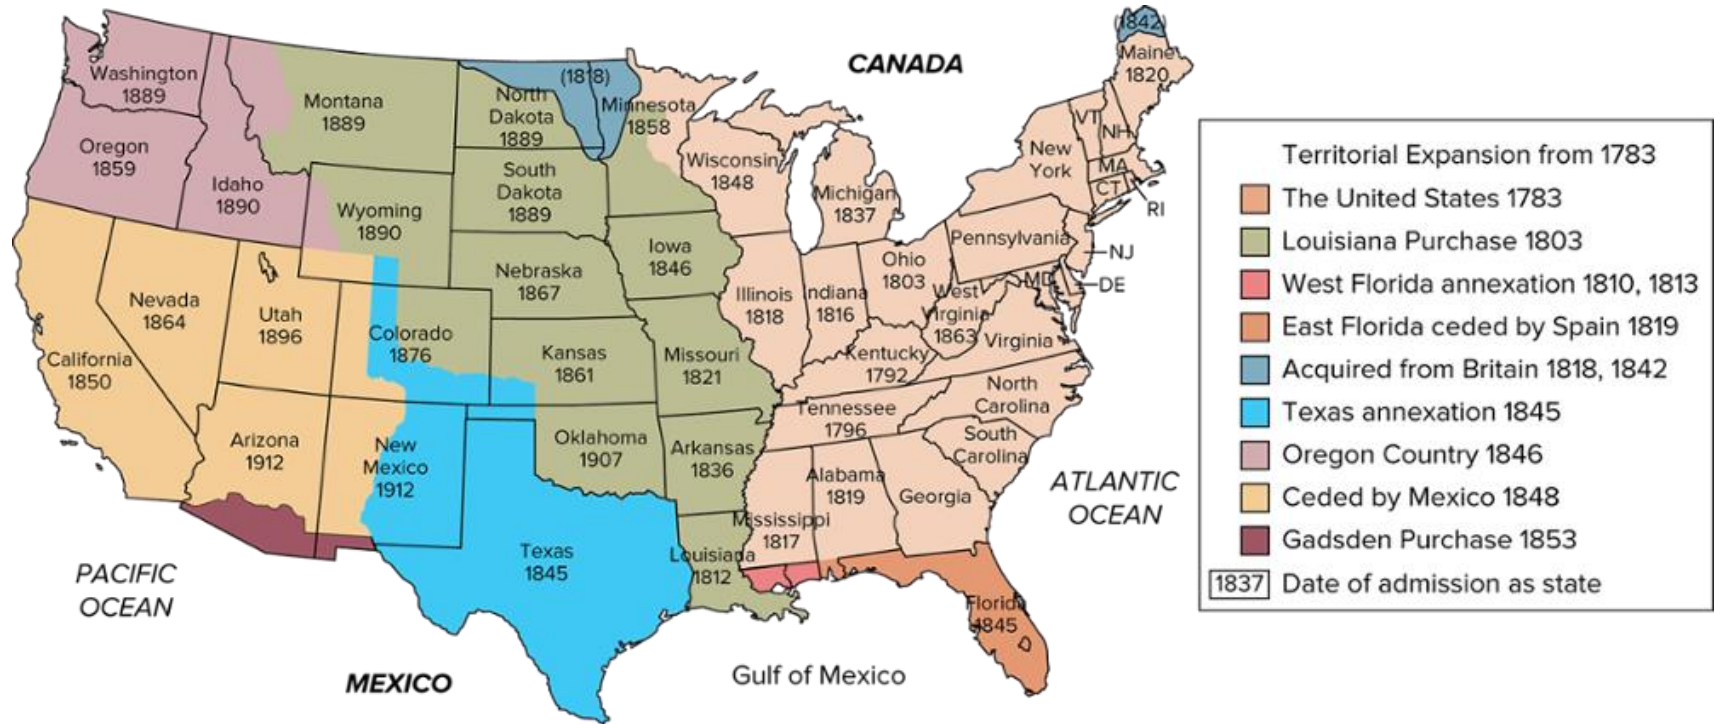 CANADA
(1842)
Maine
1820
Washington
1889
Oregon
1859
Idaho
1890
Montana
1889
Wyoming
1890
(1818)
North
Dakota
1889
South
Dakota
1889
Minnesota
1858
Wisconsin
1848
Michigan
1837
New
York
VT
NH
MA
CT
RI
NJ
DE
MD
Pennsylvania
Iowa
1846
Nebraska
1867
Illinois
1818
Indiana
1816
Ohio
1803
West
Virginia
1863
Virginia
California
1850
Nevada
1864
Utah
1896
Colorado
1876
Kansas
1861
Missouri
1821
Kentucky
1792
Tennessee
1796
North
Carolina
South
Carolina
Arizona
1912
New
Mexico
1912
Oklahoma
1907
Arkansas
1836
Mississippi
1817
Alabama
1819
Georgia
Texas
1845
Louisiana
1812
Florida
1845
PACIFIC
OCEAN
ATLANTIC
OCEAN
MEXICO
Gulf of Mexico
Territorial Expansion from 1783
The United States 1783
Louisiana Purchase 1803
West Florida annexation 1810, 1813
East Florida ceded by Spain 1819
Acquired from Britain 1818, 1842
Texas annexation 1845
Oregon Country 1846
Ceded by Mexico 1848
Gadsden Purchase 1853
1837 Date of admission as state